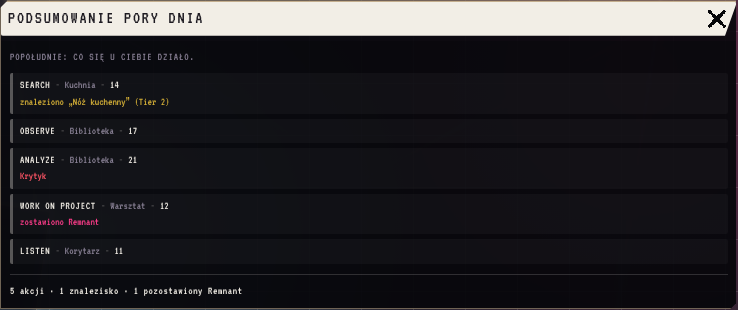 PODSUMOWANIE PORY DNIA
POPOŁUDNIE: CO SIĘ U CIEBIE DZIAŁO.
SEARCH - Kuchnia - 14
znaleziono „Nóż kuchenny” (Tier 2)
OBSERVE - Biblioteka - 17
ANALYZE - Biblioteka - 21
Krytyk
WORK ON PROJECT - Warsztat - 12
zostawiono Remnant
LISTEN - Korytarz - 11
5 akcji · 1 znalezisko · 1 pozostawiony Remnant